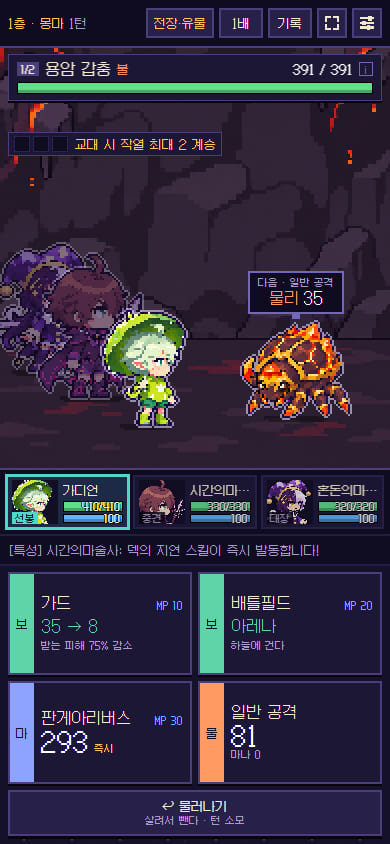 1층 · 몽마 1턴
전장:유물
1배
기록
1/2 용암 갑충 불
391 / 391
i
교대 시 작열 최대 2 계승
다음 · 일반 공격
물리 35
가디언
410/410
100
선봉
시간의마…
330/330
100
중견
혼돈의마…
320/320
100
대장
[특성] 시간의마술사: 덱의 지연 스킬이 즉시 발동합니다!
보
가드
MP 10
35 → 8
받는 피해 75% 감소
보
배틀필드
MP 20
아레나
하늘에 건다
마
판게아리버스
MP 30
293 즉시
물
일반 공격
81
마나 0
↩ 물러나기
살려서 뺀다 · 턴 소모